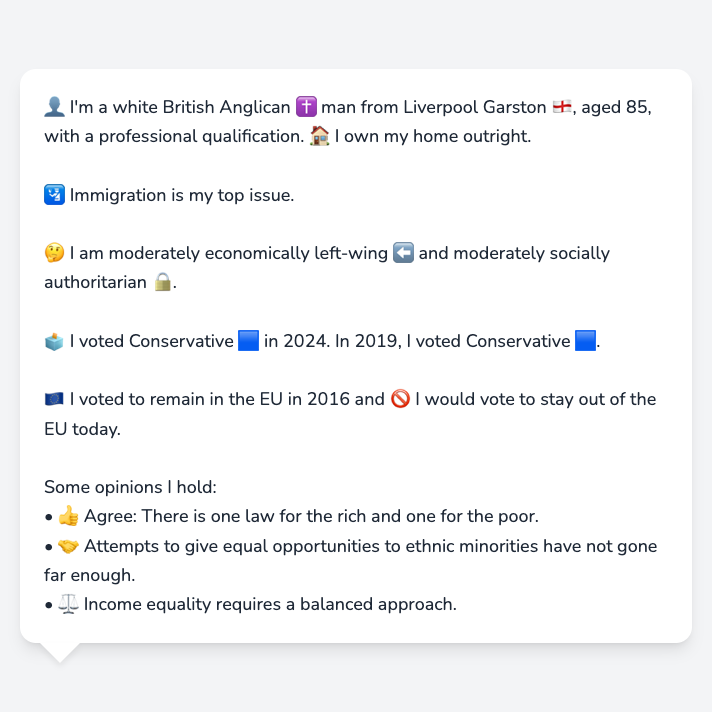 👤 I'm a white British Anglican ✝️ man from Liverpool Garston 🏴󠁧󠁢󠁥󠁮󠁧󠁿, aged 85,
with a professional qualification. 🏠 I own my home outright.
🛂 Immigration is my top issue.
🤔 I am moderately economically left-wing ⬅️ and moderately socially
authoritarian 🔒.
🗳️ I voted Conservative 🟦 in 2024. In 2019, I voted Conservative 🟦.
🇪🇺 I voted to remain in the EU in 2016 and 🚫 I would vote to stay out of the
EU today.
Some opinions I hold:
• 👍 Agree: There is one law for the rich and one for the poor.
• 🤝 Attempts to give equal opportunities to ethnic minorities have not gone
far enough.
• ⚖️ Income equality requires a balanced approach.